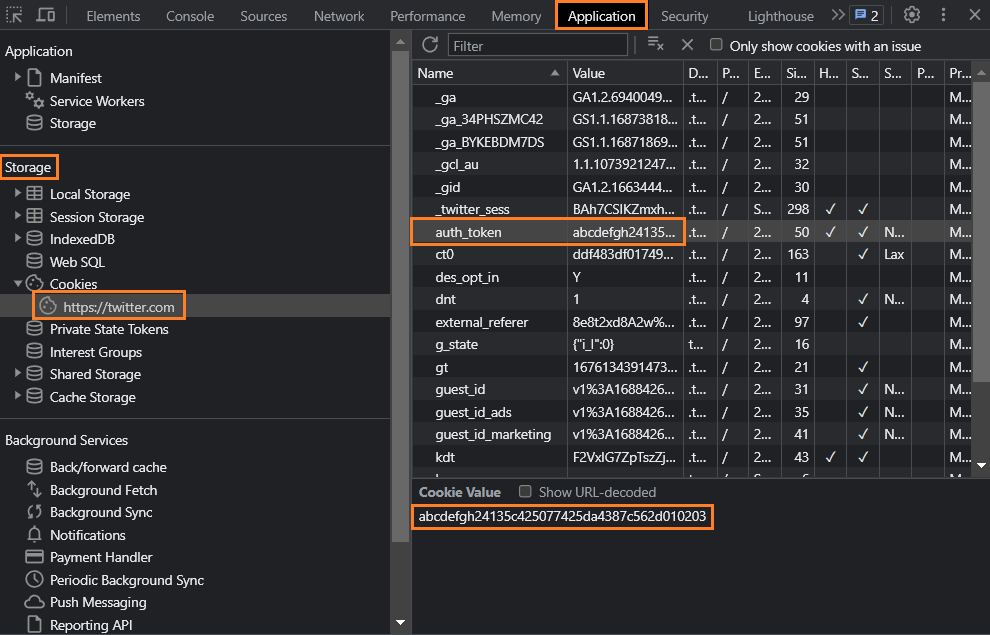 Elements Console Sources Network Performance Memory Application Security Lighthouse 2
Application
Manifest
Service Workers
Storage
Storage
Local Storage
Session Storage
IndexedDB
Web SQL
Cookies
https://twitter.com
Private State Tokens
Interest Groups
Shared Storage
Cache Storage
Background Services
Back/forward cache
Background Fetch
Background Sync
Notifications
Payment Handler
Periodic Background Sync
Push Messaging
Reporting API
Filter Only show cookies with an issue
Name Value D... P... E... Si... H... S... S... P... Pr...
_ga GA1.2.6940049... .t... / 2... 29 M...
_ga_34PHSZMC42 GS1.1.16873818... .t... / 2... 51 M...
_ga_BYKEBDM7DS GS1.1.16871869... .t... / 2... 51 M...
_gcl_au 1.1.1073921247... .t... / 2... 32 M...
_gid GA1.2.1663444... .t... / 2... 30 M...
_twitter_sess BAh7CSIKZmxh... .t... / S... 298 ✓ ✓ M...
auth_token abcdefgh24135... .t... / 2... 50 ✓ ✓ N... M...
ct0 ddf483df01749... .t... / 2... 163 ✓ Lax M...
des_opt_in Y .t... / 2... 11 M...
dnt 1 .t... / 2... 4 ✓ N... M...
external_referer 8e8t2xd8A2w%... .t... / 2... 97 ✓ M...
g_state {"i_l":0} t... / 2... 16 M...
gt 1676134391473... .t... / 2... 21 ✓ M...
guest_id v1%3A1688426... .t... / 2... 31 ✓ N... M...
guest_id_ads v1%3A1688426... .t... / 2... 35 ✓ N... M...
guest_id_marketing v1%3A1688426... .t... / 2... 41 ✓ N... M...
kdt F2VxlG7ZpTszZj... .t... / 2... 43 ✓ ✓ M...
Cookie Value Show URL-decoded
abcdefgh24135c425077425da4387c562d010203